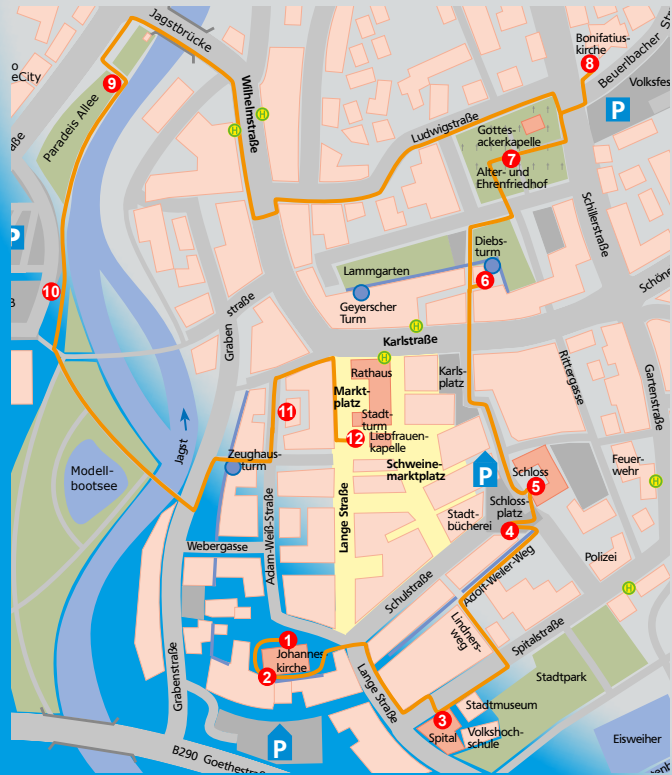 Jagstbrücke
Bonifatius-
kirche
8
Beuerlbacher
Volksfes
P
o
eCity
9
Paradeis Allee
Wilhelmstraße
H
H
Ludwigstraße
Gottes-
ackerkapelle
7
Alter- und
Ehrenfriedhof
Schillerstraße
P
10
B
Lammgarten
Diebs-
turm
6
Geyerscher
Turm
Graben
straße
H
Karlstraße
H
Schöne
Rittergasse
Gartenstraße
Rathaus
Karls-
platz
Markt-
platz
11
Stadt-
turm
12
Liebfrauen-
kapelle
Schweine-
marktplatz
Jagst
Zeughaus-
turm
Modell-
bootsee
P
Schloss
5
Feuer-
wehr
H
Schloss-
platz
4
Stadt-
bücherei
Lange Straße
Adam-Weiß-Straße
Webergasse
Adolf-Weiler-Weg
Polizei
H
Schulstraße
Lindners-
weg
Spitalstraße
1
Johannes-
kirche
2
Grabenstraße
Lange Straße
Stadtpark
Stadtmuseum
3
Spital
Volkshoch-
schule
Eisweiher
P
B290 Goethestraß